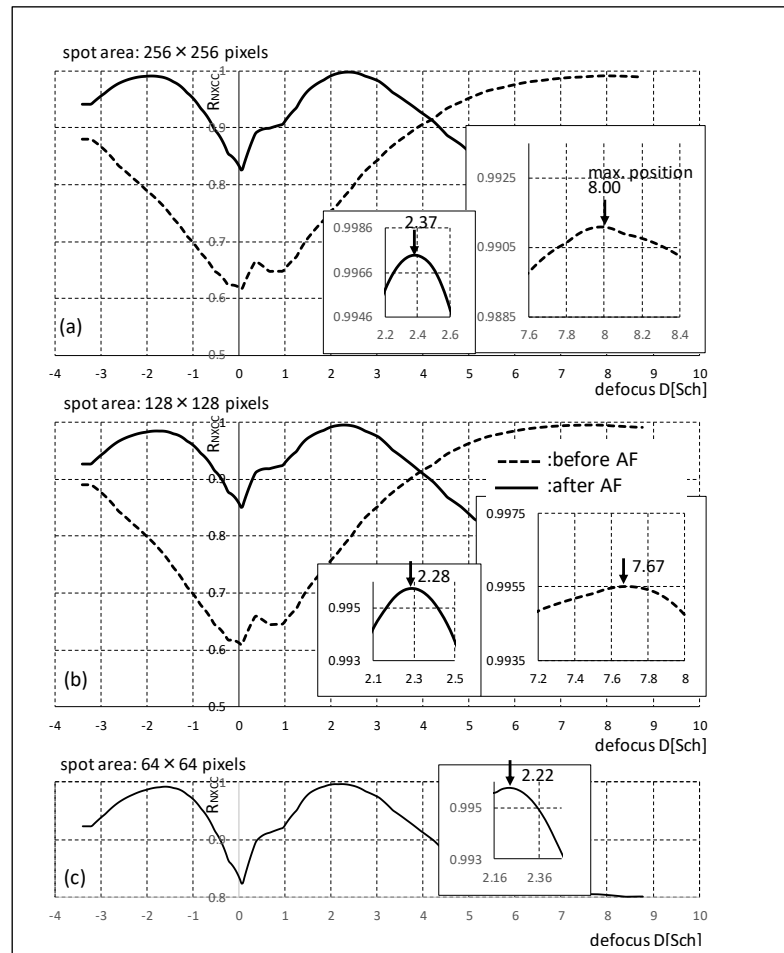 spot area: 256×256 pixels
R_NXCC
1
0.9
0.8
0.7
0.6
0.5
-4 -3 -2 -1 0 1 2 3 4 5 6 7 8 9 10
defocus D[Sch]
(a)
2.37
0.9986
0.9966
0.9946
2.2 2.4 2.6
max. position
8.00
0.9925
0.9905
0.9885
7.6 7.8 8 8.2 8.4
spot area: 128×128 pixels
R_NXCC
1
0.9
0.8
0.7
0.6
0.5
-4 -3 -2 -1 0 1 2 3 4 5 6 7 8 9 10
defocus D[Sch]
(b)
:before AF
:after AF
2.28
0.995
0.993
2.1 2.3 2.5
7.67
0.9975
0.9955
0.9935
7.2 7.4 7.6 7.8 8
spot area: 64×64 pixels
R_NXCC
1
0.9
0.8
-4 -3 -2 -1 0 1 2 3 4 5 6 7 8 9 10
defocus D[Sch]
(c)
2.22
0.995
0.993
2.16 2.36